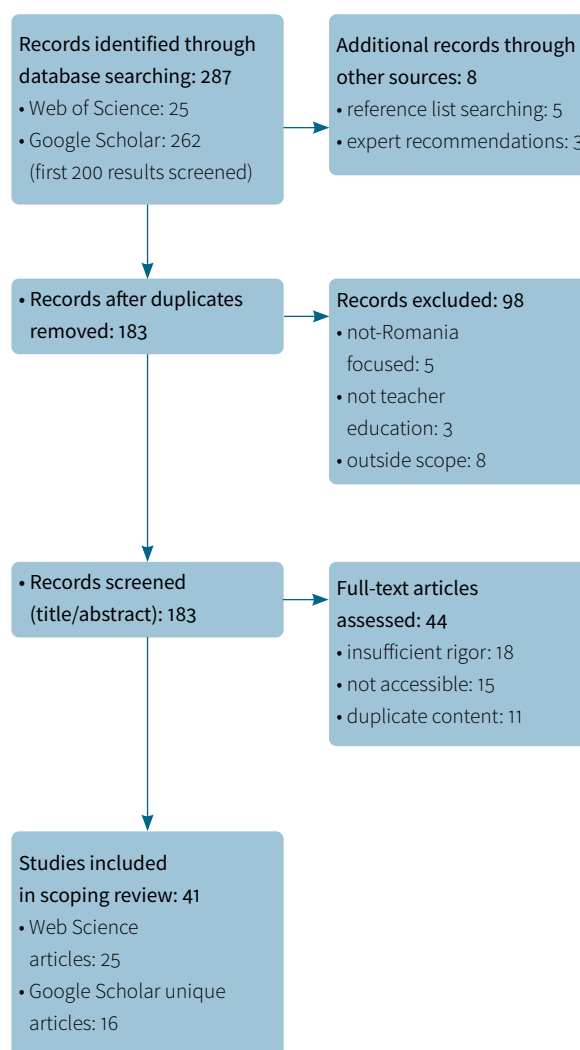 Records identified through
database searching: 287
• Web of Science: 25
• Google Scholar: 262
(first 200 results screened)
Additional records through
other sources: 8
• reference list searching: 5
• expert recommendations: 3
• Records after duplicates
removed: 183
Records excluded: 98
• not-Romania
focused: 5
• not teacher
education: 3
• outside scope: 8
• Records screened
(title/abstract): 183
Full-text articles
assessed: 44
• insufficient rigor: 18
• not accessible: 15
• duplicate content: 11
Studies included
in scoping review: 41
• Web Science
articles: 25
• Google Scholar unique
articles: 16